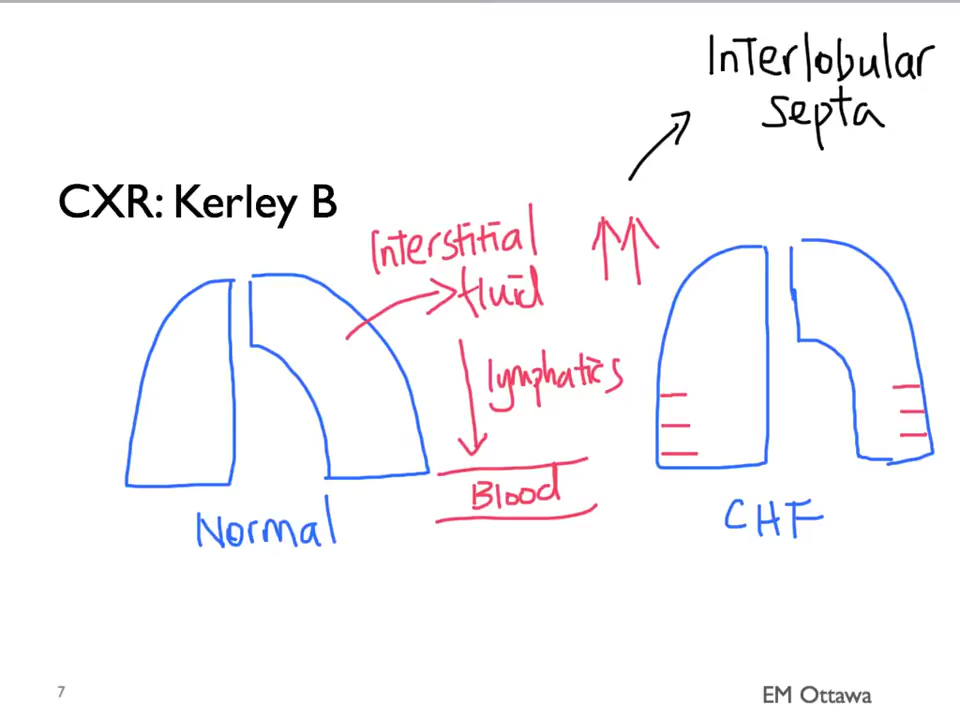 InTerlobular
septa
CXR: Kerley B
Interstitial
fluid
lymphatics
Blood
Normal
CHF
7
EM Ottawa